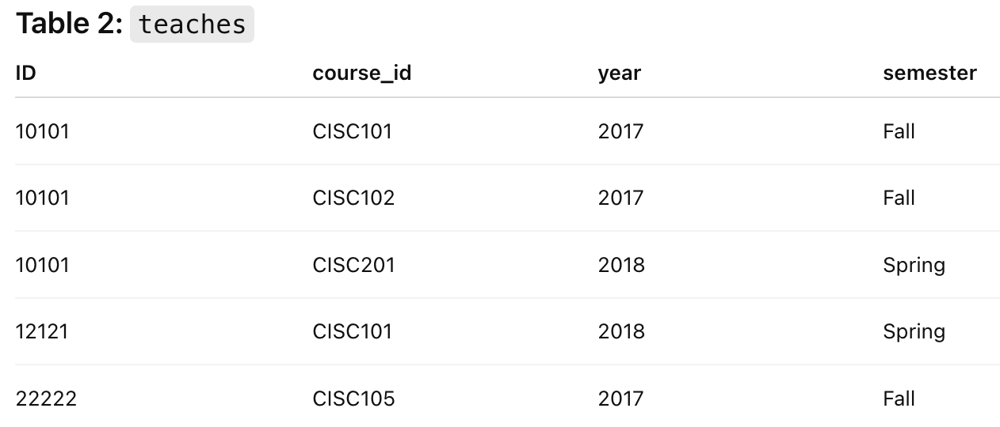 Table 2: teaches
ID course_id year semester
10101 CISC101 2017 Fall
10101 CISC102 2017 Fall
10101 CISC201 2018 Spring
12121 CISC101 2018 Spring
22222 CISC105 2017 Fall